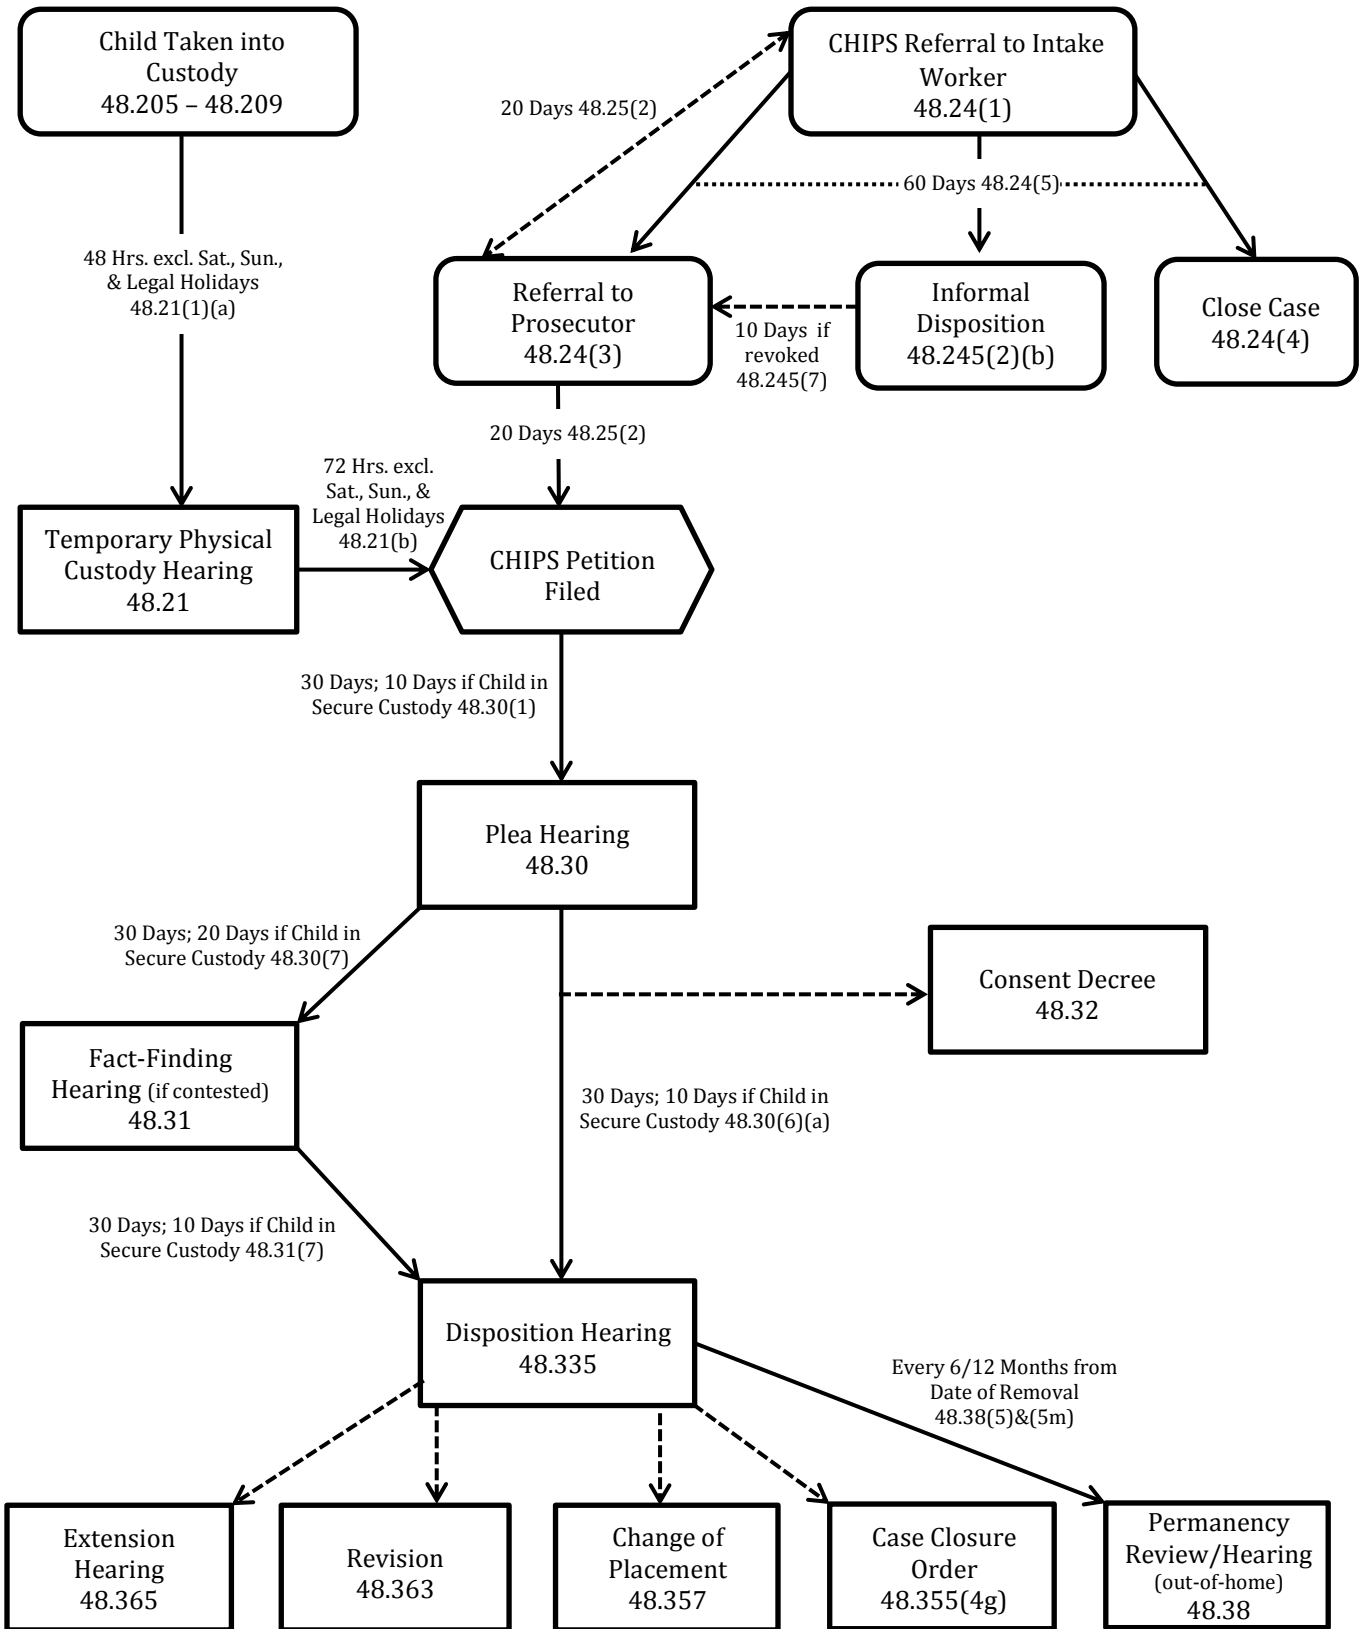 Child Taken into
Custody
48.205 – 48.209
CHIPS Referral to Intake
Worker
48.24(1)
20 Days 48.25(2)
60 Days 48.24(5)
48 Hrs. excl. Sat., Sun.,
& Legal Holidays
48.21(1)(a)
Referral to
Prosecutor
48.24(3)
10 Days if
revoked
48.245(7)
Informal
Disposition
48.245(2)(b)
Close Case
48.24(4)
20 Days 48.25(2)
72 Hrs. excl.
Sat., Sun., &
Legal Holidays
48.21(b)
Temporary Physical
Custody Hearing
48.21
CHIPS Petition
Filed
30 Days; 10 Days if Child in
Secure Custody 48.30(1)
Plea Hearing
48.30
30 Days; 20 Days if Child in
Secure Custody 48.30(7)
Consent Decree
48.32
Fact-Finding
Hearing (if contested)
48.31
30 Days; 10 Days if Child in
Secure Custody 48.30(6)(a)
30 Days; 10 Days if Child in
Secure Custody 48.31(7)
Disposition Hearing
48.335
Every 6/12 Months from
Date of Removal
48.38(5)&(5m)
Extension
Hearing
48.365
Revision
48.363
Change of
Placement
48.357
Case Closure
Order
48.355(4g)
Permanency
Review/Hearing
(out-of-home)
48.38